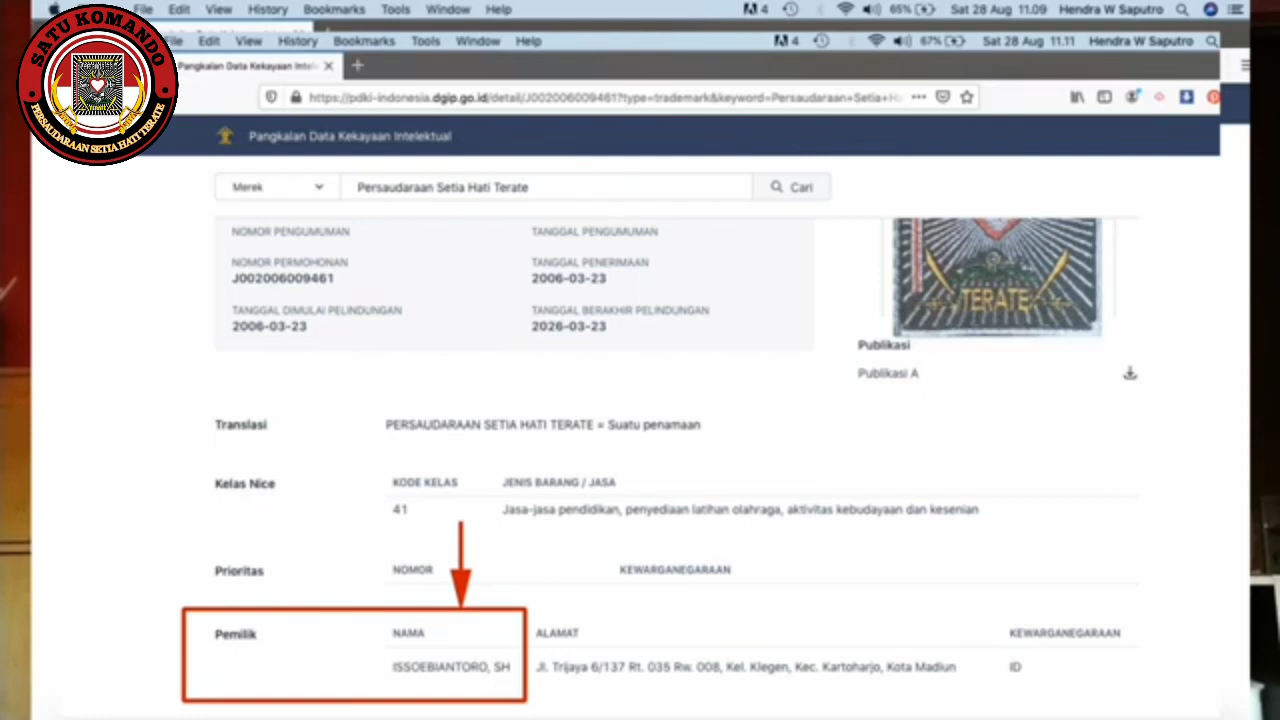 File Edit View History Bookmarks Tools Window Help 4 65% Sat 28 Aug 11.09 Hendra W Saputro
File Edit View History Bookmarks Tools Window Help 4 67% Sat 28 Aug 11.11 Hendra W Saputro
SATU KOMANDO
PERSAUDARAAN SETIA HATI TERATE
Pangkalan Data Kekayaan Intel
https://pdki-indonesia.dgip.go.id/detail/J002006009461?type=trademark&keyword=Persaudaraan+Setia+H
Pangkalan Data Kekayaan Intelektual
Merek Persaudaraan Setia Hati Terate Cari
NOMOR PENGUMUMAN TANGGAL PENGUMUMAN
NOMOR PERMOHONAN TANGGAL PENERIMAAN
J002006009461 2006-03-23
TANGGAL DIMULAI PELINDUNGAN TANGGAL BERAKHIR PELINDUNGAN
2006-03-23 2026-03-23
TERATE
Publikasi
Publikasi A
Translasi PERSAUDARAAN SETIA HATI TERATE = Suatu penamaan
Kelas Nice KODE KELAS JENIS BARANG / JASA
41 Jasa-jasa pendidikan, penyediaan latihan olahraga, aktivitas kebudayaan dan kesenian
Prioritas NOMOR KEWARGANEGARAAN
Pemilik NAMA ALAMAT KEWARGANEGARAAN
ISSOEBIANTORO, SH Jl. Trijaya 6/137 Rt. 035 Rw. 008, Kel. Klegen, Kec. Kartoharjo, Kota Madiun ID